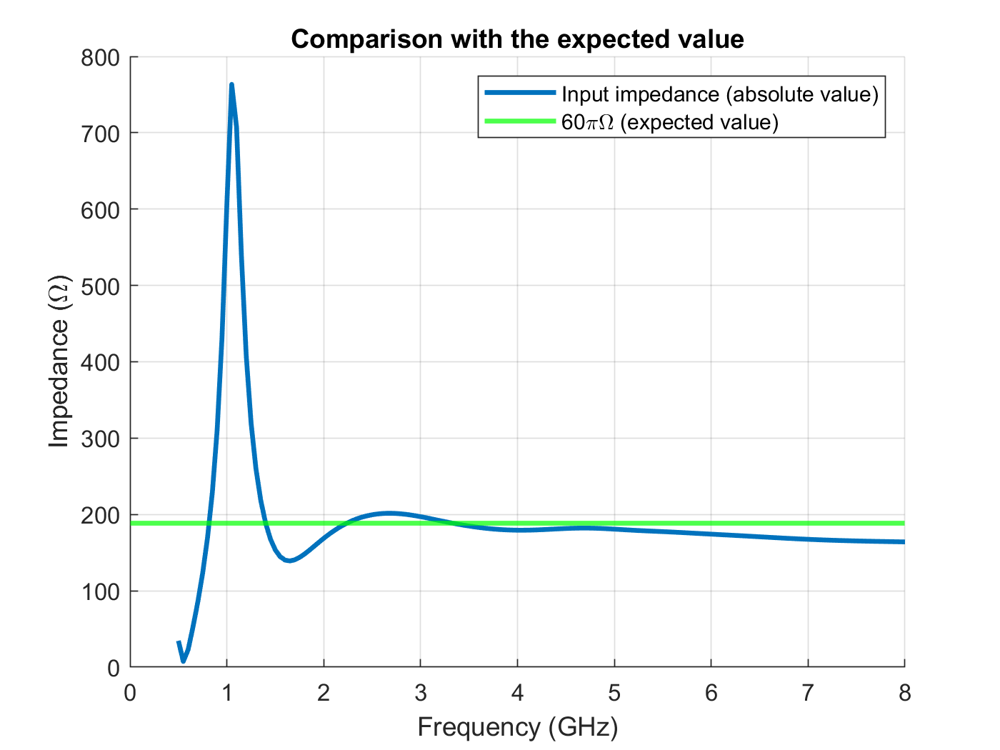 Comparison with the expected value
800
700
600
500
400
300
200
100
0
Impedance (Ω)
Input impedance (absolute value)
60πΩ (expected value)
0 1 2 3 4 5 6 7 8
Frequency (GHz)